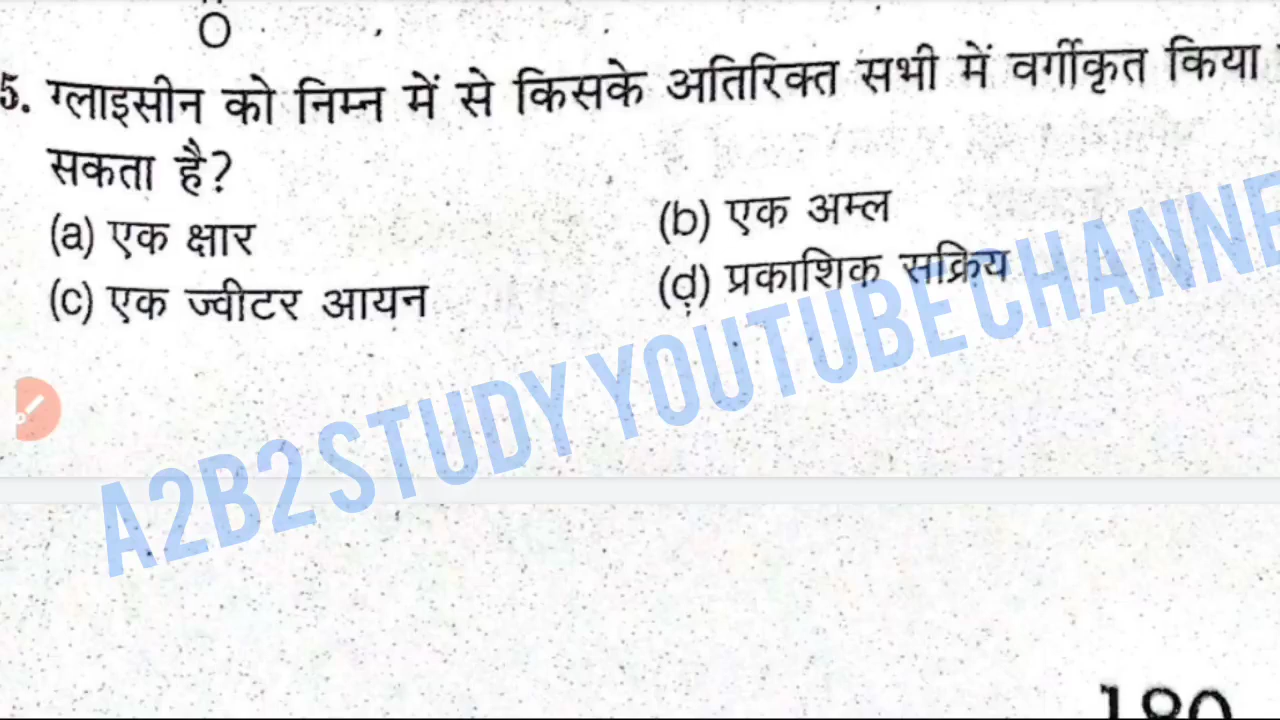 O
5. ग्लाइसीन को निम्न में से किसके अतिरिक्त सभी में वर्गीकृत किया
सकता है?
(a) एक क्षार
(b) एक अम्ल
(c) एक ज्वीटर आयन
(d) प्रकाशिक सक्रिय
A2B2 STUDY YOUTUBE CHANNE
180